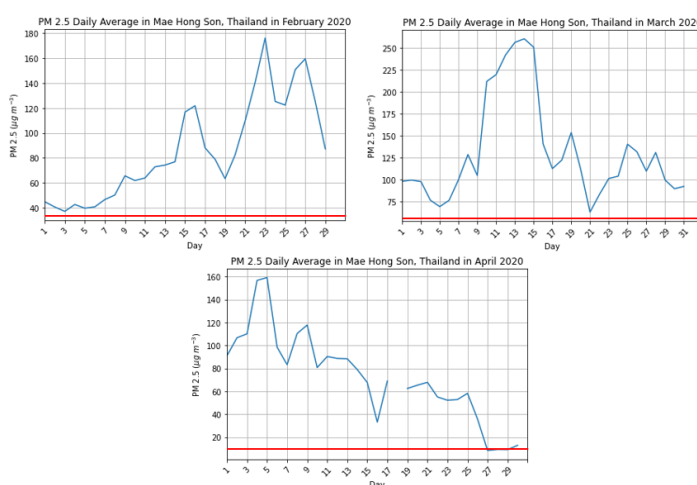 PM 2.5 Daily Average in Mae Hong Son, Thailand in February 2020
180
160
140
120
100
80
60
40
PM 2.5 (µg m⁻³)
1 3 5 7 9 11 13 15 17 19 21 23 25 27 29
Day
PM 2.5 Daily Average in Mae Hong Son, Thailand in March 202
250
225
200
175
150
125
100
75
PM 2.5 (µg m⁻³)
1 3 5 7 9 11 13 15 17 19 21 23 25 27 29 31
Day
PM 2.5 Daily Average in Mae Hong Son, Thailand in April 2020
160
140
120
100
80
60
40
20
PM 2.5 (µg m⁻³)
1 3 5 7 9 11 13 15 17 19 21 23 25 27 29
Day